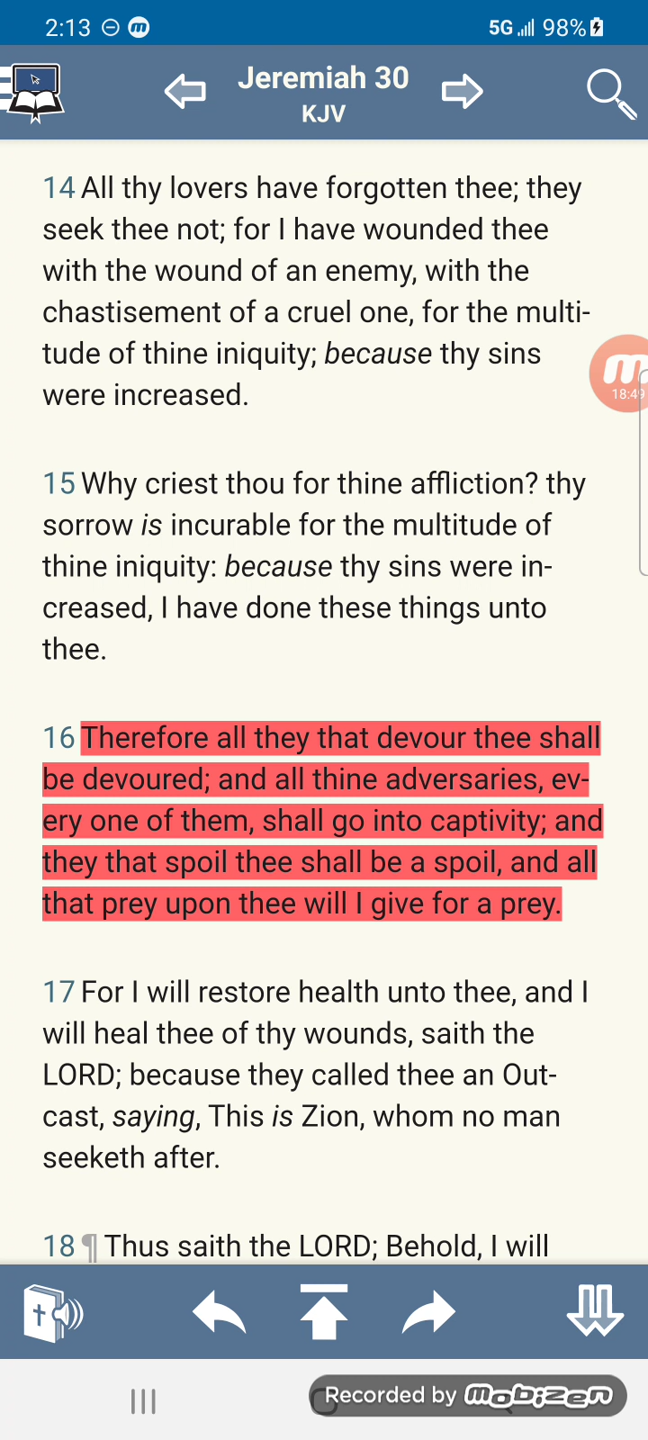 2:13
5G 98%
Jeremiah 30
KJV
14 All thy lovers have forgotten thee; they
seek thee not; for I have wounded thee
with the wound of an enemy, with the
chastisement of a cruel one, for the multi-
tude of thine iniquity; because thy sins
were increased.
18:49
15 Why criest thou for thine affliction? thy
sorrow is incurable for the multitude of
thine iniquity: because thy sins were in-
creased, I have done these things unto
thee.
16 Therefore all they that devour thee shall
be devoured; and all thine adversaries, ev-
ery one of them, shall go into captivity; and
they that spoil thee shall be a spoil, and all
that prey upon thee will I give for a prey.
17 For I will restore health unto thee, and I
will heal thee of thy wounds, saith the
LORD; because they called thee an Out-
cast, saying, This is Zion, whom no man
seeketh after.
18 ¶ Thus saith the LORD; Behold, I will
Recorded by mobizen